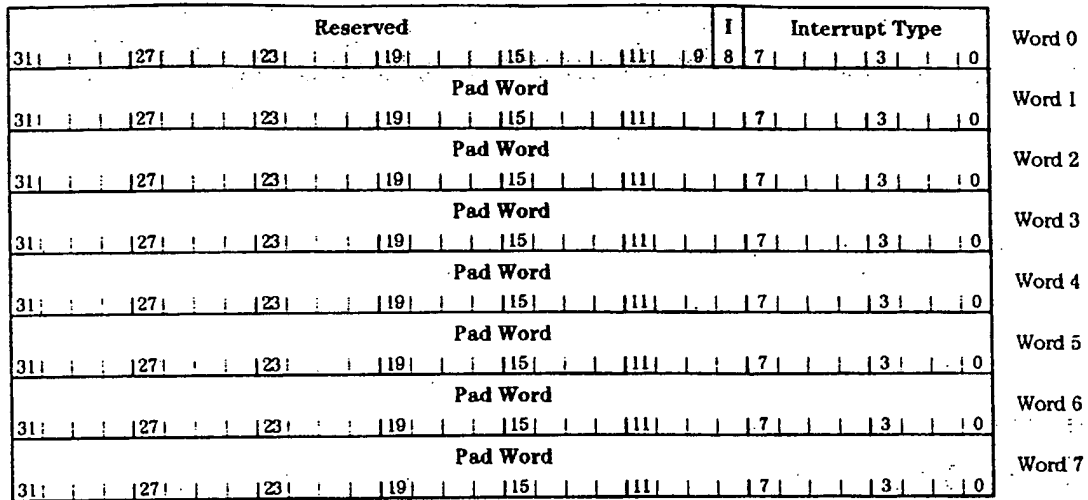 Reserved I Interrupt Type Word 0
31 27 23 19 15 11 9 8 7 3 0
Pad Word Word 1
31 27 23 19 15 11 7 3 0
Pad Word Word 2
31 27 23 19 15 11 7 3 0
Pad Word Word 3
31 27 23 19 15 11 7 3 0
Pad Word Word 4
31 27 23 19 15 11 7 3 0
Pad Word Word 5
31 27 23 19 15 11 7 3 0
Pad Word Word 6
31 27 23 19 15 11 7 3 0
Pad Word Word 7
31 27 23 19 15 11 7 3 0